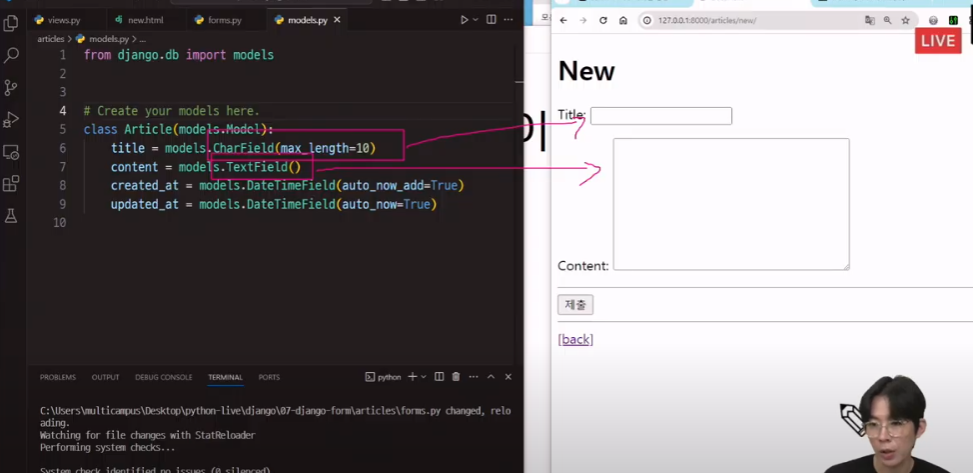 views.py
new.html
forms.py
models.py
articles > models.py > ...
1 from django.db import models
2
3
4 # Create your models here.
5 class Article(models.Model):
6 title = models.CharField(max_length=10)
7 content = models.TextField()
8 created_at = models.DateTimeField(auto_now_add=True)
9 updated_at = models.DateTimeField(auto_now=True)
10
PROBLEMS OUTPUT DEBUG CONSOLE TERMINAL PORTS
python
C:\Users\multicampus\Desktop\python-live\django\07-django-form\articles\forms.py changed, relo
ading.
Watching for file changes with StatReloader
Performing system checks...
System check identified no issues (0 silenced)
127.0.0.1:8000/articles/new/
LIVE
New
Title:
Content:
제출
[back]